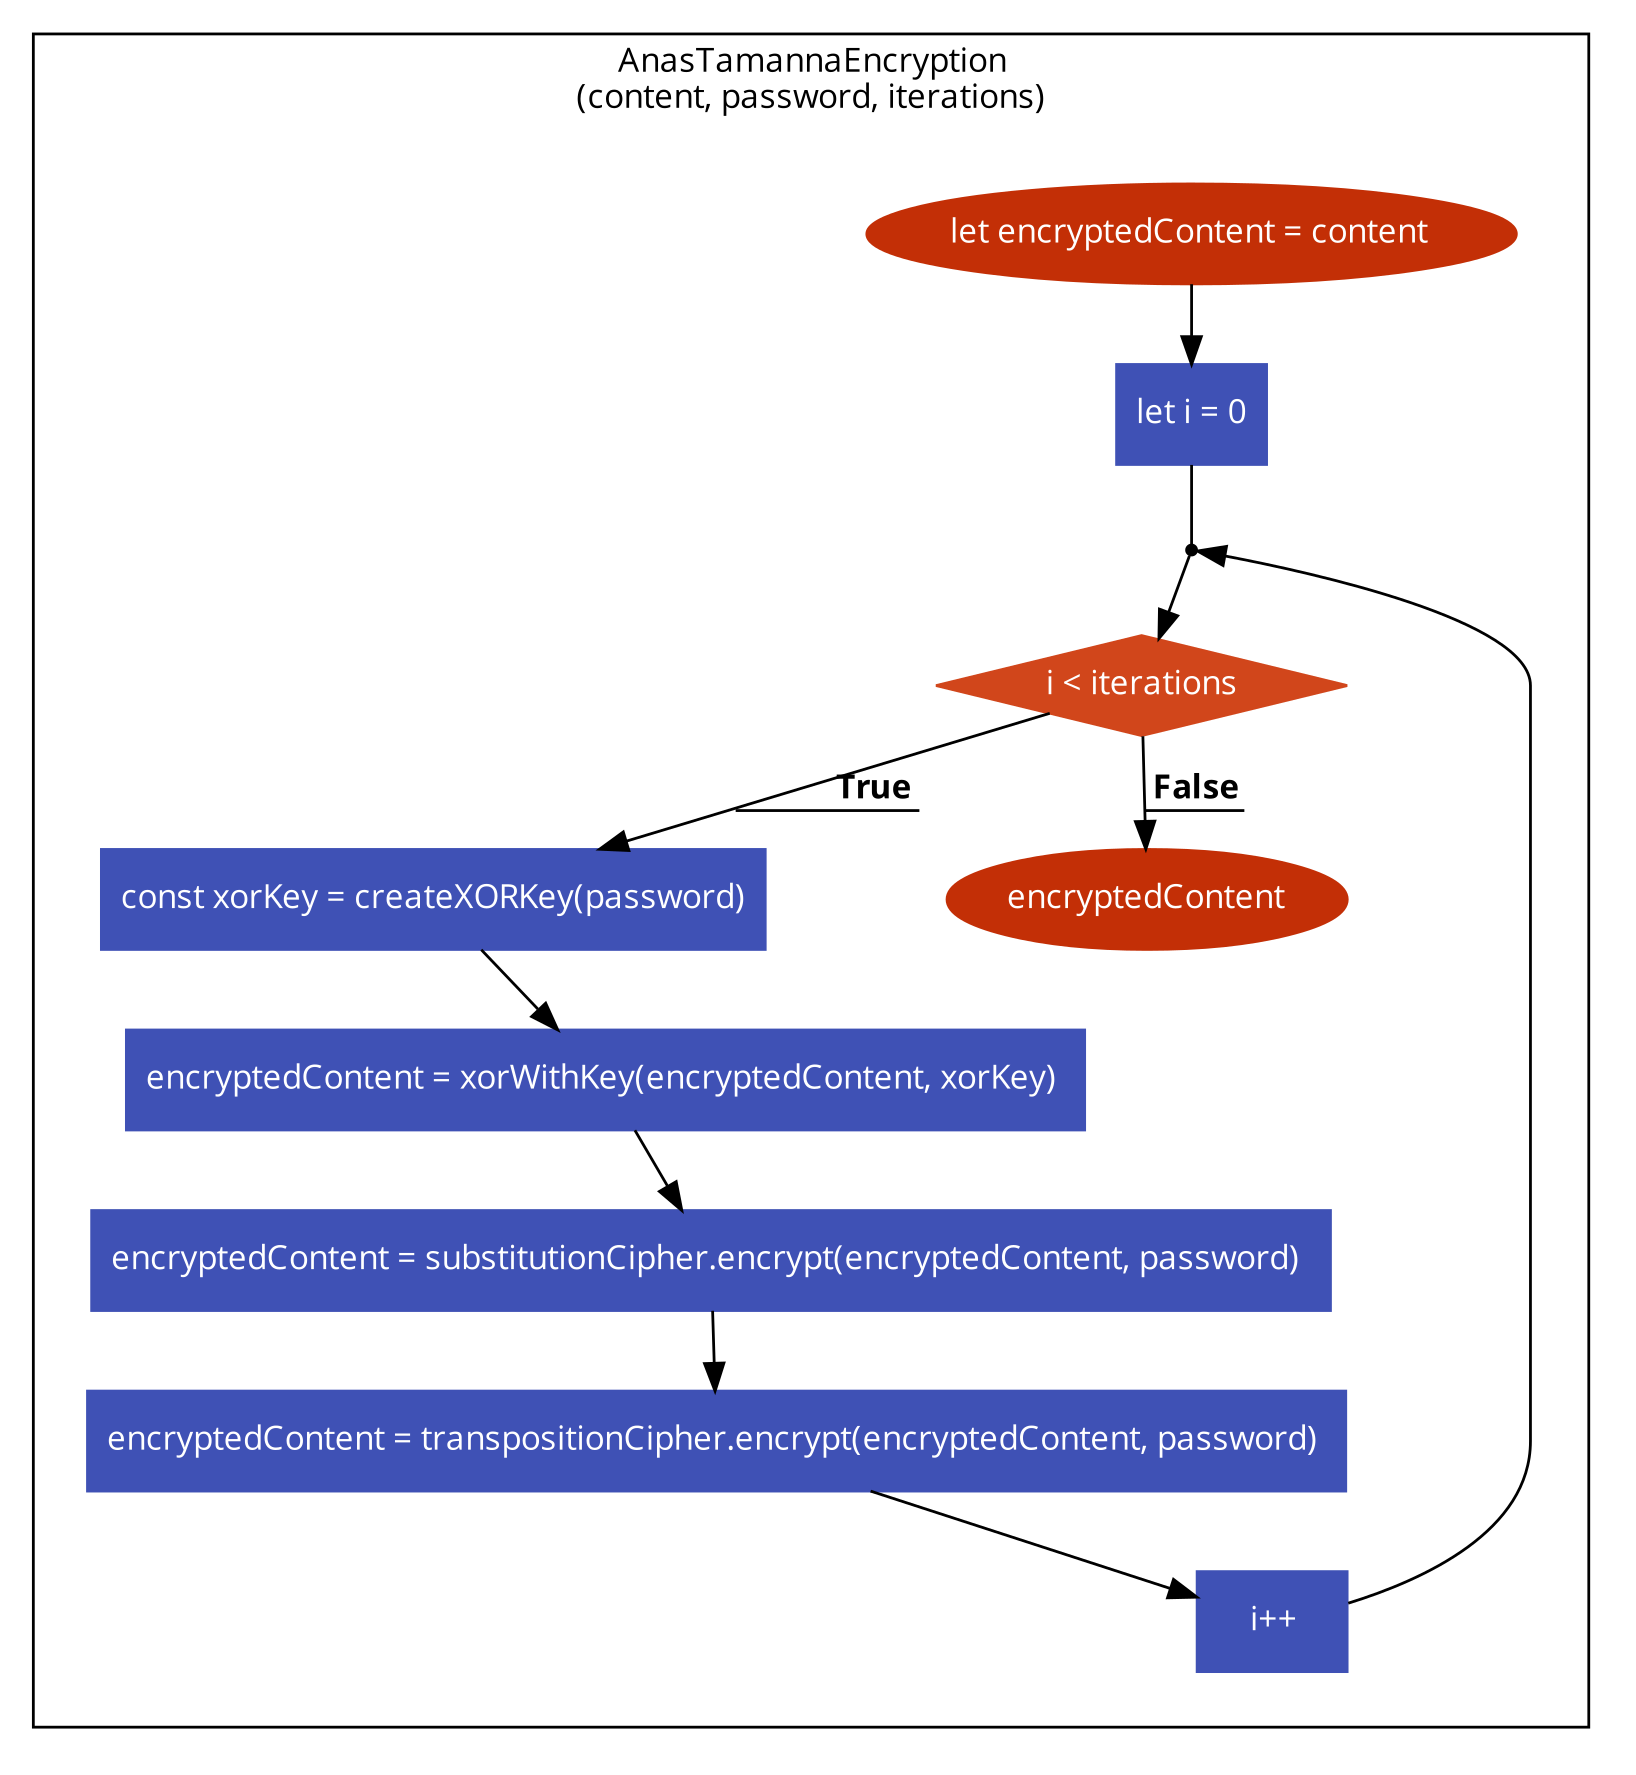 AnasTamannaEncryption
(content, password, iterations)
let encryptedContent = content
let i = 0
i < iterations
True
False
const xorKey = createXORKey(password)
encryptedContent
encryptedContent = xorWithKey(encryptedContent, xorKey)
encryptedContent = substitutionCipher.encrypt(encryptedContent, password)
encryptedContent = transpositionCipher.encrypt(encryptedContent, password)
i++